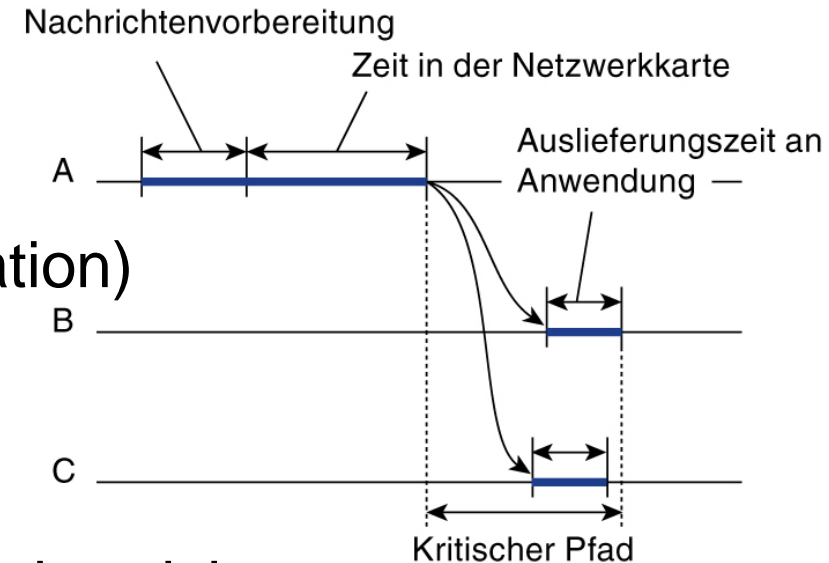 Nachrichtenvorbereitung
Zeit in der Netzwerkkarte
Auslieferungszeit an
Anwendung
A
ation)
B
C
Kritischer Pfad